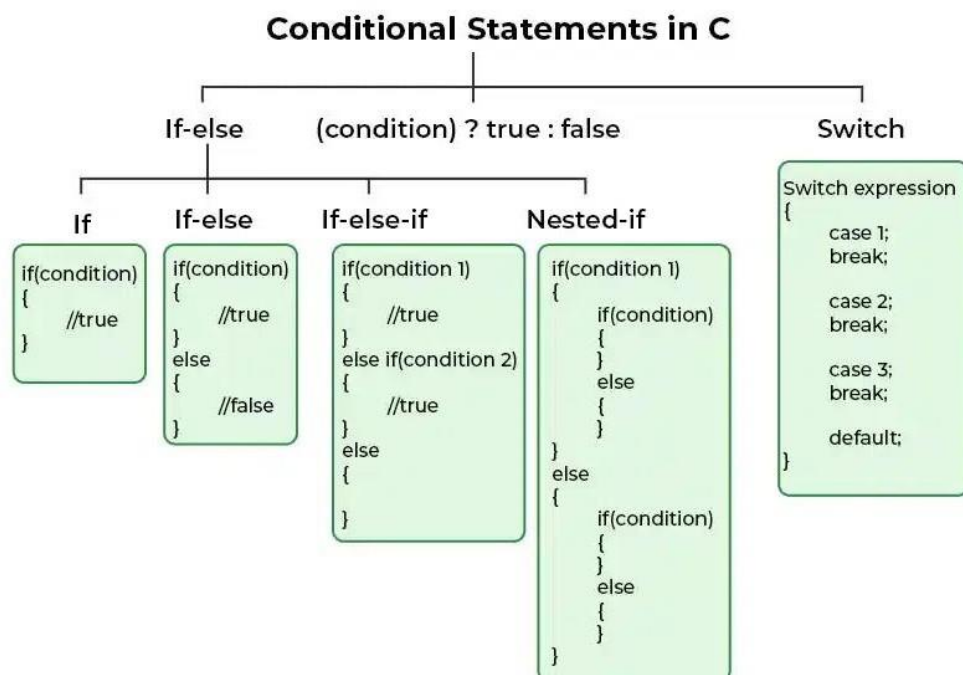 Conditional Statements in C
If-else
(condition) ? true : false
Switch
If
if(condition)
{
//true
}
If-else
if(condition)
{
//true
}
else
{
//false
}
If-else-if
if(condition 1)
{
//true
}
else if(condition 2)
{
//true
}
else
{
}
Nested-if
if(condition 1)
{
if(condition)
{
}
else
{
}
}
else
{
if(condition)
{
}
else
{
}
}
Switch expression
{
case 1;
break;
case 2;
break;
case 3;
break;
default;
}